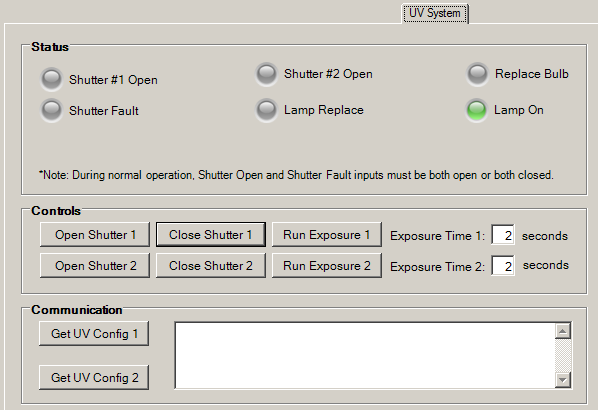 UV System
Status
Shutter #1 Open
Shutter #2 Open
Replace Bulb
Shutter Fault
Lamp Replace
Lamp On
*Note: During normal operation, Shutter Open and Shutter Fault inputs must be both open or both closed.
Controls
Open Shutter 1
Close Shutter 1
Run Exposure 1
Exposure Time 1: 2 seconds
Open Shutter 2
Close Shutter 2
Run Exposure 2
Exposure Time 2: 2 seconds
Communication
Get UV Config 1
Get UV Config 2